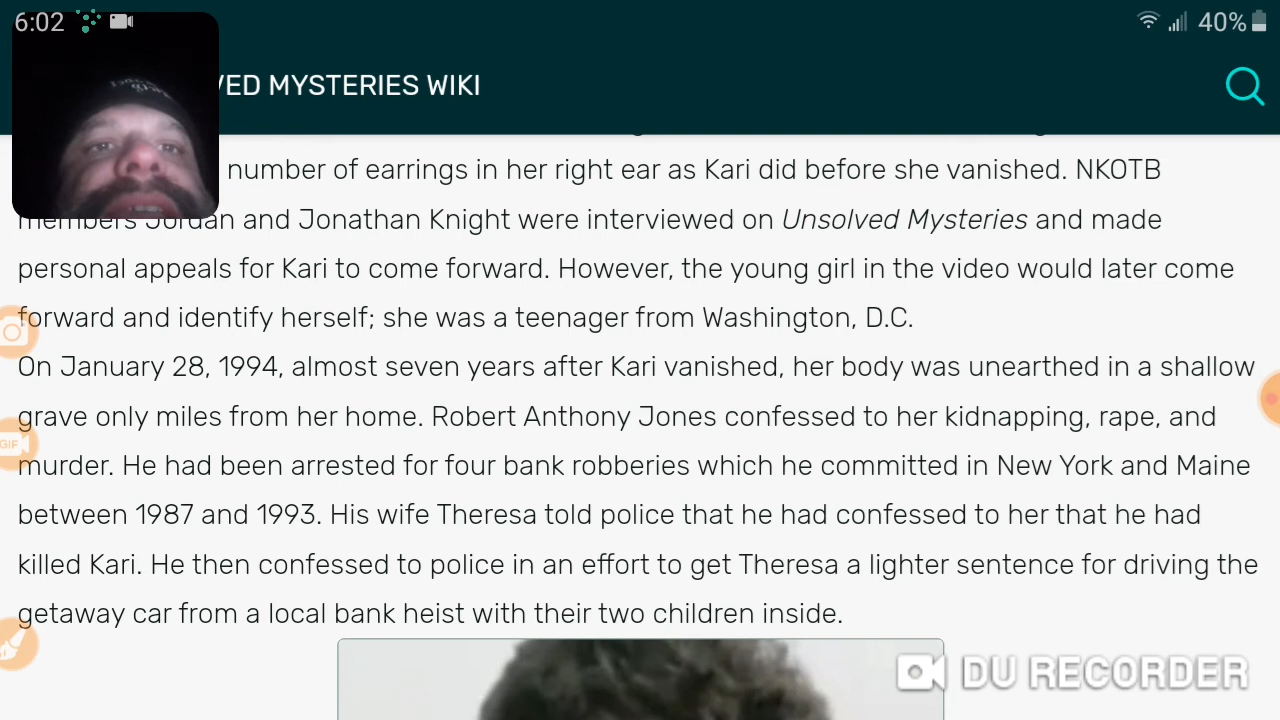 6:02 40%
VED MYSTERIES WIKI
number of earrings in her right ear as Kari did before she vanished. NKOTB
members Jordan and Jonathan Knight were interviewed on Unsolved Mysteries and made
personal appeals for Kari to come forward. However, the young girl in the video would later come
forward and identify herself; she was a teenager from Washington, D.C.
On January 28, 1994, almost seven years after Kari vanished, her body was unearthed in a shallow
grave only miles from her home. Robert Anthony Jones confessed to her kidnapping, rape, and
murder. He had been arrested for four bank robberies which he committed in New York and Maine
between 1987 and 1993. His wife Theresa told police that he had confessed to her that he had
killed Kari. He then confessed to police in an effort to get Theresa a lighter sentence for driving the
getaway car from a local bank heist with their two children inside.
GIF
DU RECORDER